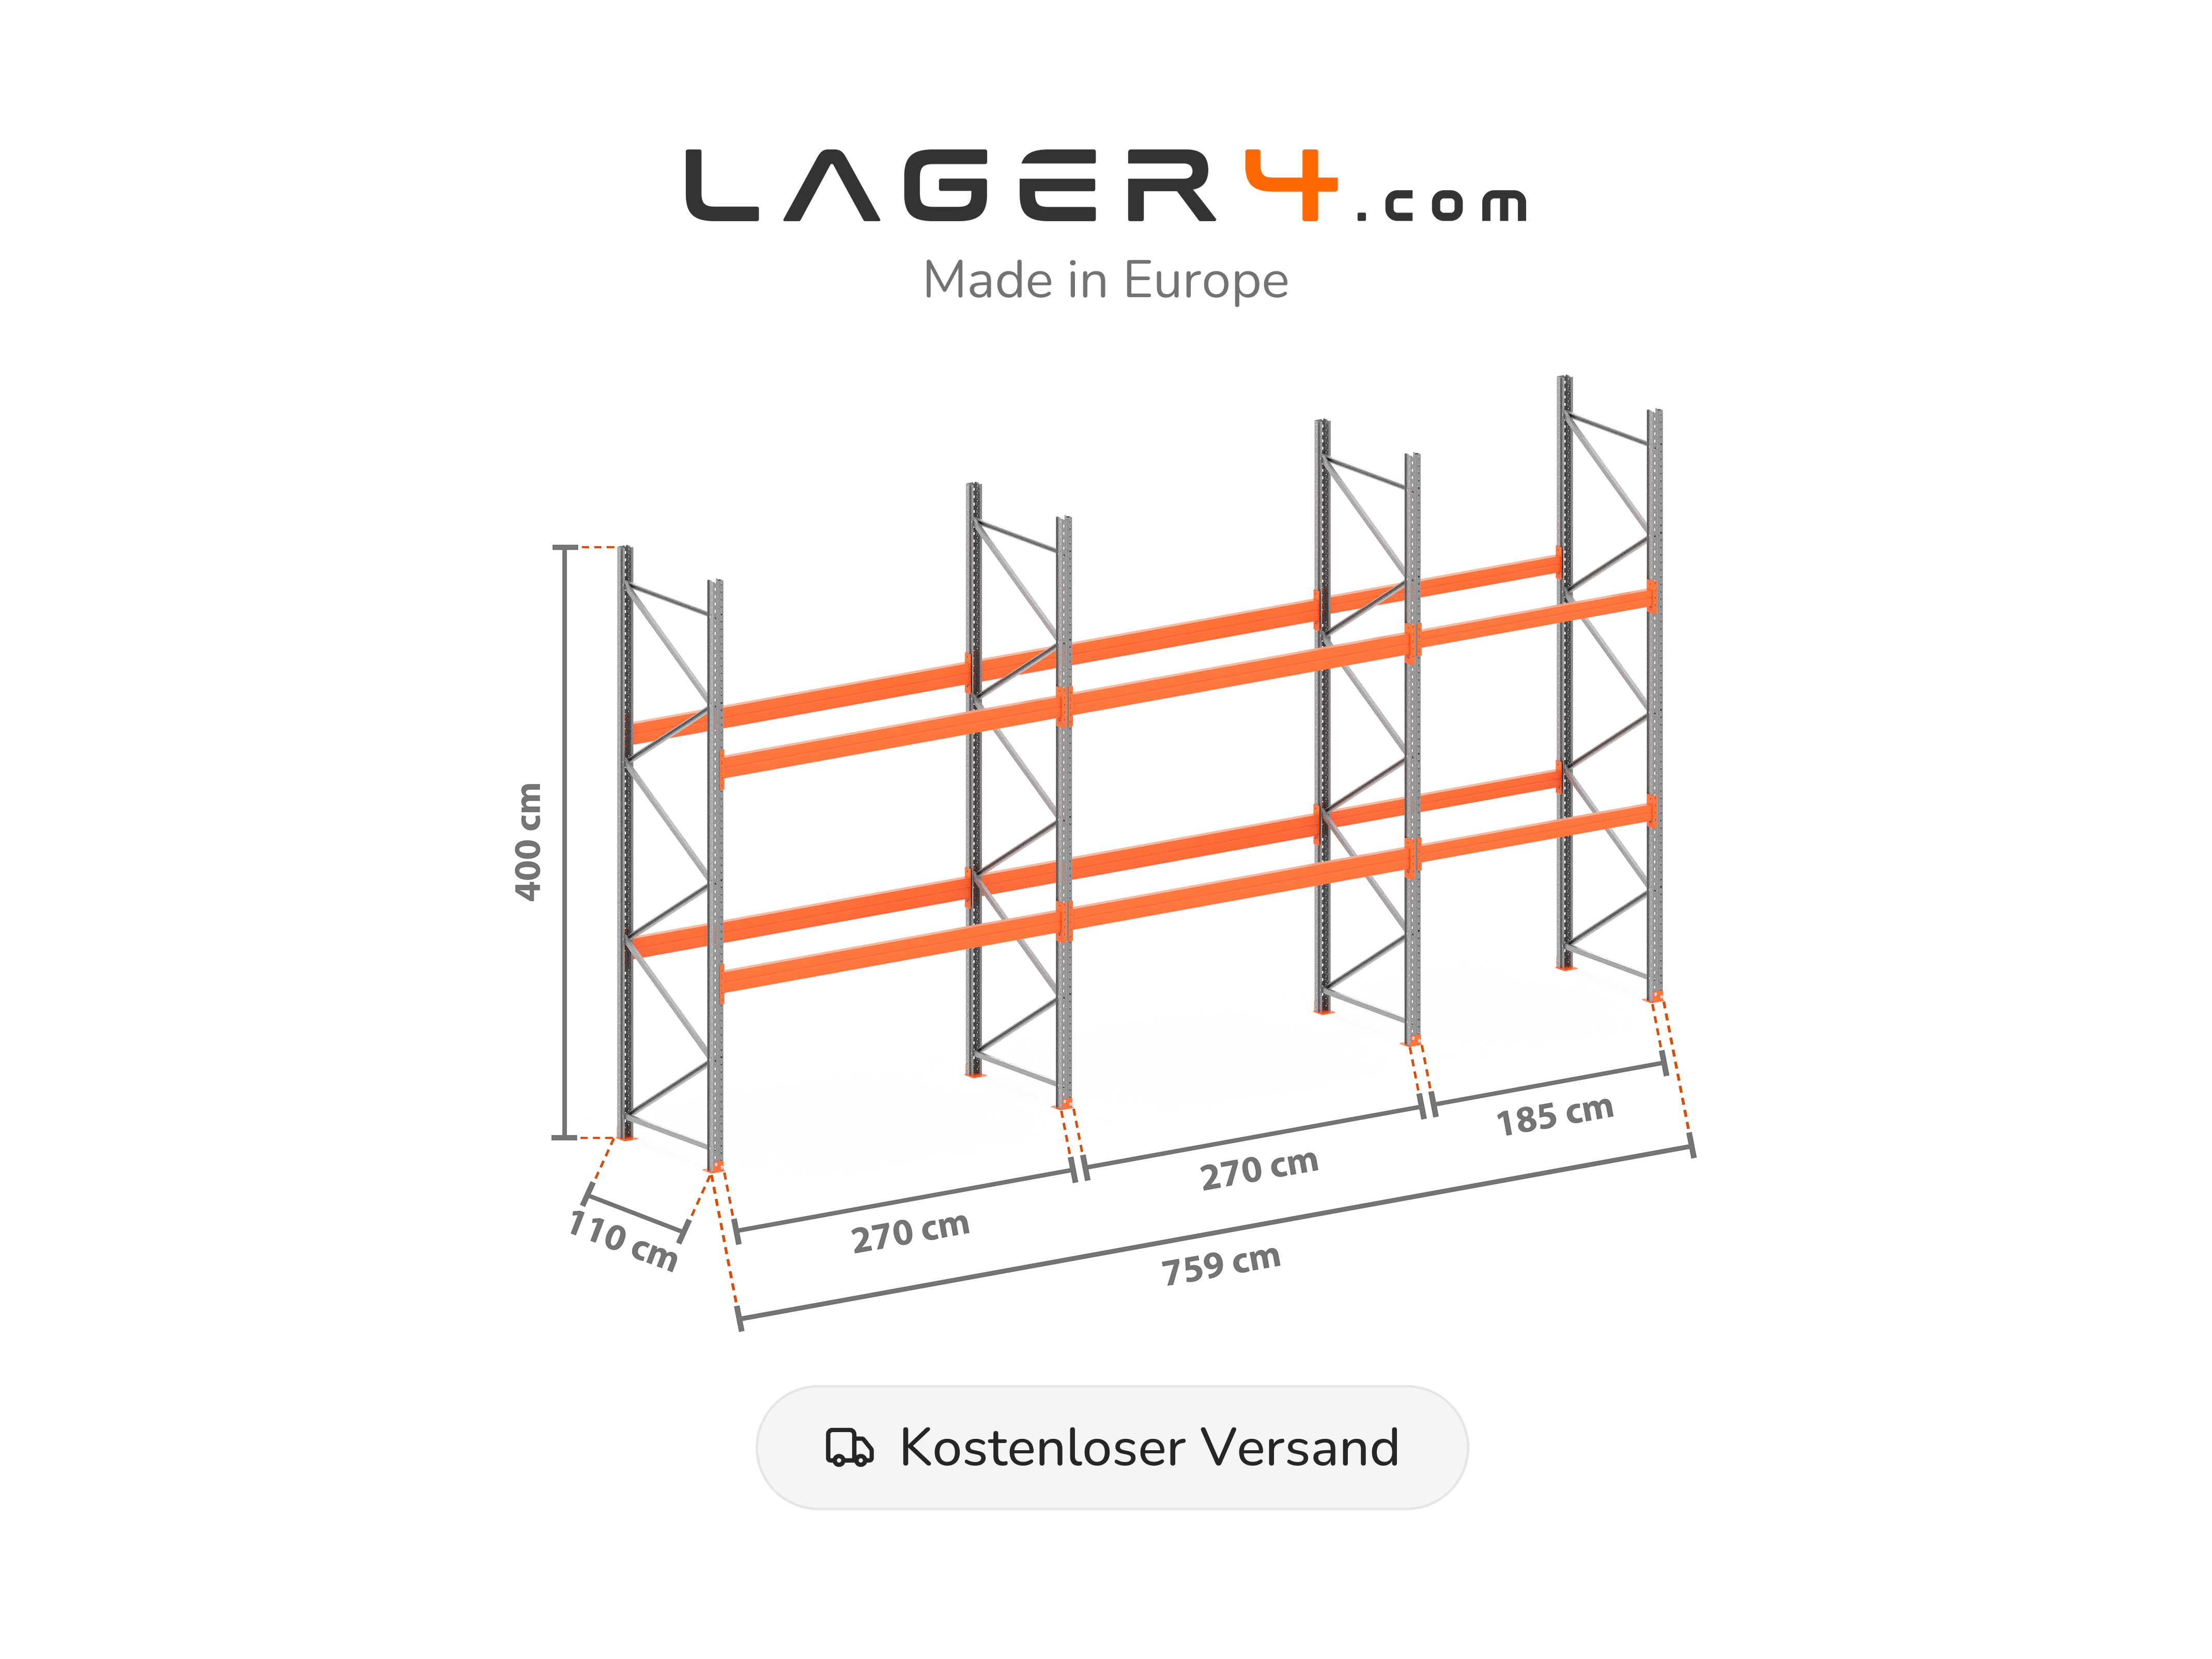 LAGER4.com
Made in Europe
400 cm
110 cm
270 cm
270 cm
185 cm
759 cm
Kostenloser Versand